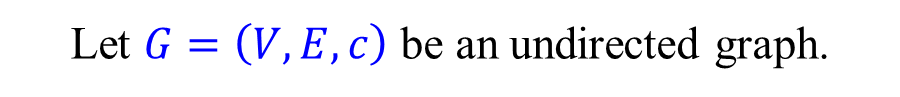 Let G = (V, E, c) be an undirected graph.